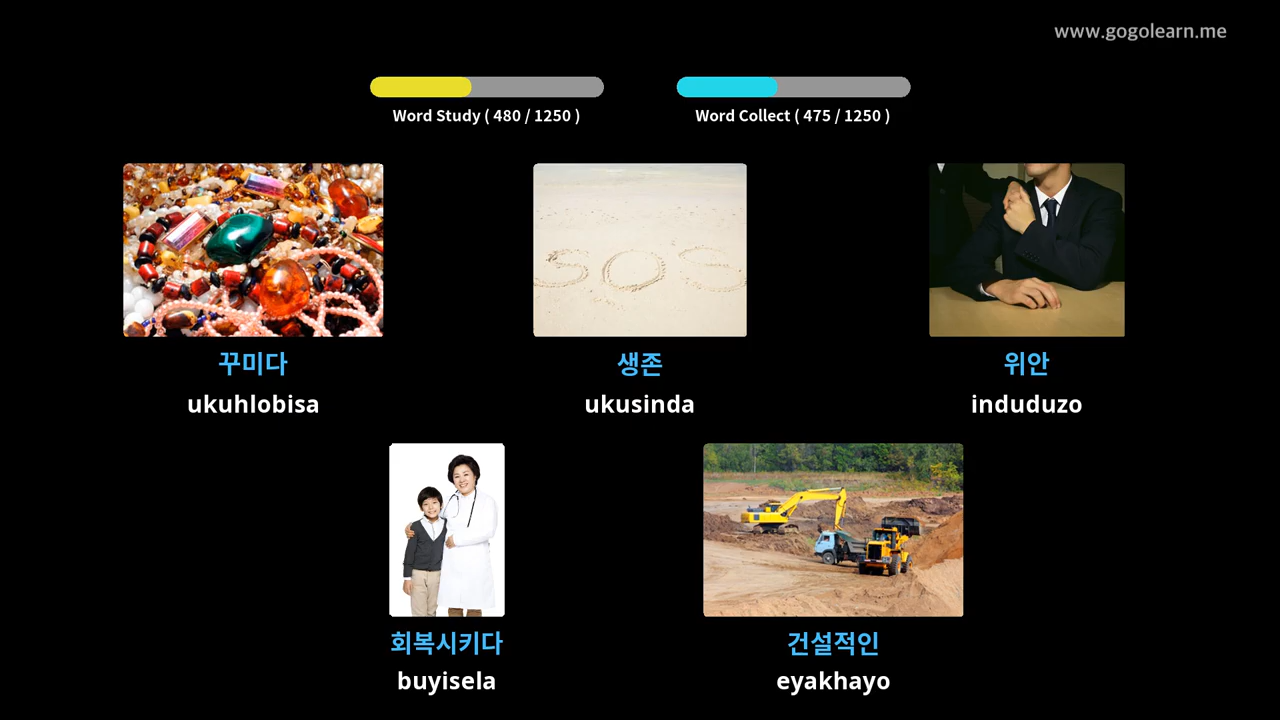 www.gogolearn.me
Word Study ( 480 / 1250 )
Word Collect ( 475 / 1250 )
꾸미다
ukuhlobisa
생존
SOS
ukusinda
위안
induduzo
회복시키다
buyisela
건설적인
eyakhayo